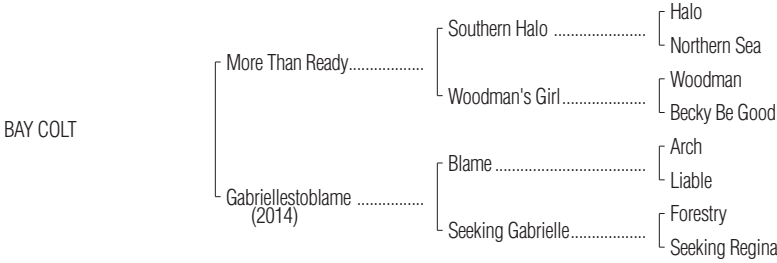 Halo
Southern Halo ......................
Northern Sea
More Than Ready..................
Woodman
Woodman's Girl....................
Becky Be Good
BAY COLT
Arch
Blame ....................................
Liable
Gabriellestoblame ................
(2014)
Forestry
Seeking Gabrielle..................
Seeking Regina